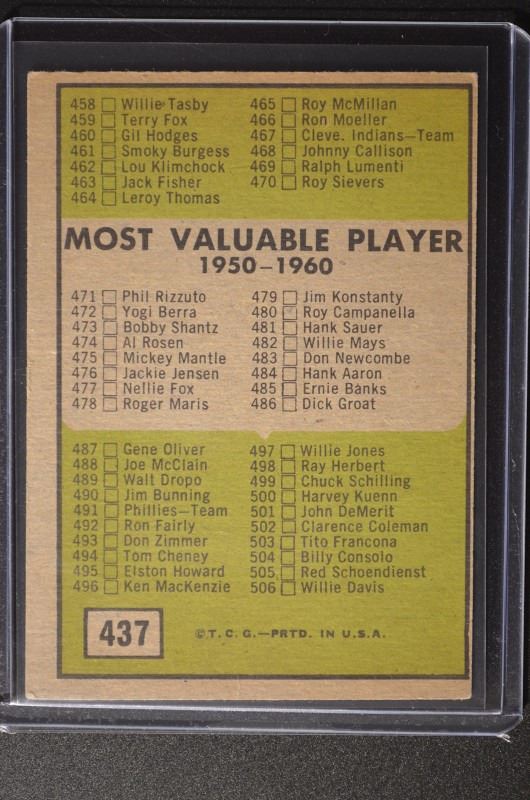 458 Willie Tasby
459 Terry Fox
460 Gil Hodges
461 Smoky Burgess
462 Lou Klimchock
463 Jack Fisher
464 Leroy Thomas
465 Roy McMillan
466 Ron Moeller
467 Cleve. Indians—Team
468 Johnny Callison
469 Ralph Lumenti
470 Roy Sievers
MOST VALUABLE PLAYER
1950-1960
471 Phil Rizzuto
472 Yogi Berra
473 Bobby Shantz
474 Al Rosen
475 Mickey Mantle
476 Jackie Jensen
477 Nellie Fox
478 Roger Maris
479 Jim Konstanty
480 Roy Campanella
481 Hank Sauer
482 Willie Mays
483 Don Newcombe
484 Hank Aaron
485 Ernie Banks
486 Dick Groat
487 Gene Oliver
488 Joe McClain
489 Walt Dropo
490 Jim Bunning
491 Phillies—Team
492 Ron Fairly
493 Don Zimmer
494 Tom Cheney
495 Elston Howard
496 Ken MacKenzie
497 Willie Jones
498 Ray Herbert
499 Chuck Schilling
500 Harvey Kuenn
501 John DeMerit
502 Clarence Coleman
503 Tito Francona
504 Billy Consolo
505 Red Schoendienst
506 Willie Davis
437
©T. C. G.—PRTD. IN U.S.A.